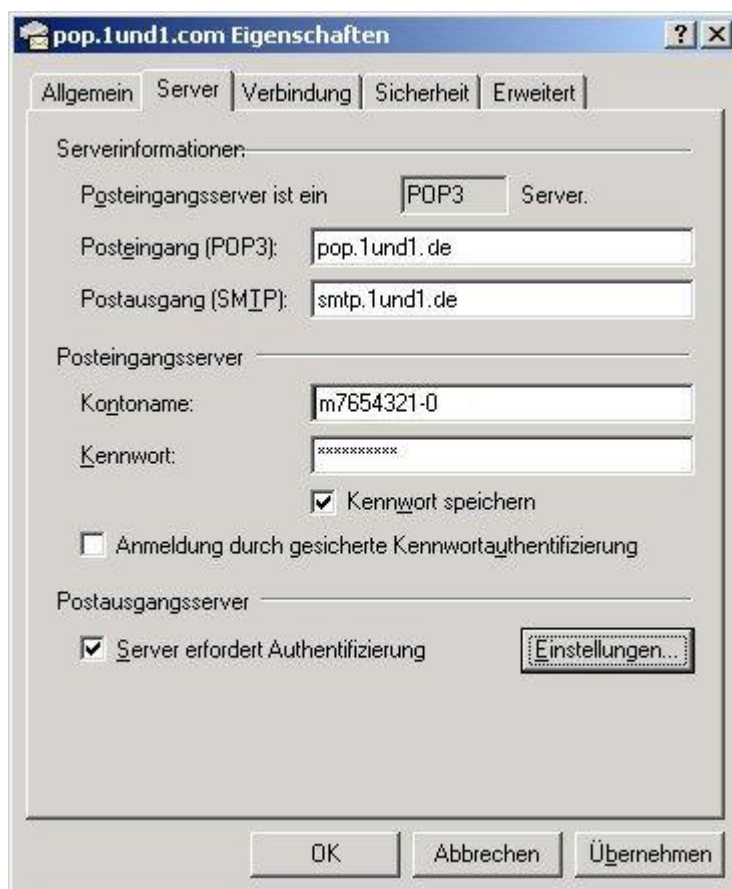 pop.1und1.com Eigenschaften
Allgemein Server Verbindung Sicherheit Erweitert
Serverinformationen
Posteingangsserver ist ein POP3 Server.
Posteingang (POP3): pop.1und1.de
Postausgang (SMTP): smtp.1und1.de
Posteingangsserver
Kontoname: m7654321-0
Kennwort: **********
Kennwort speichern
Anmeldung durch gesicherte Kennwortauthentifizierung
Postausgangsserver
Server erfordert Authentifizierung Einstellungen...
OK Abbrechen Übernehmen